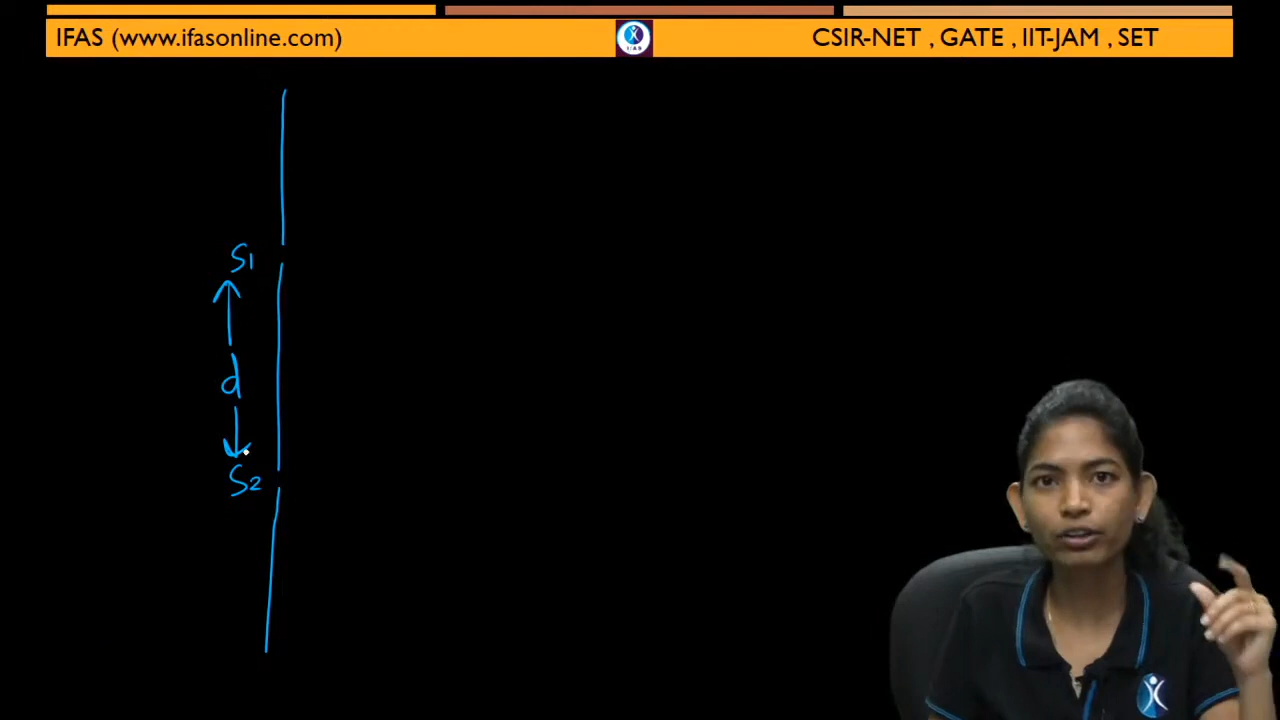 IFAS (www.ifasonline.com)
CSIR-NET , GATE , IIT-JAM , SET
S1
d
S2